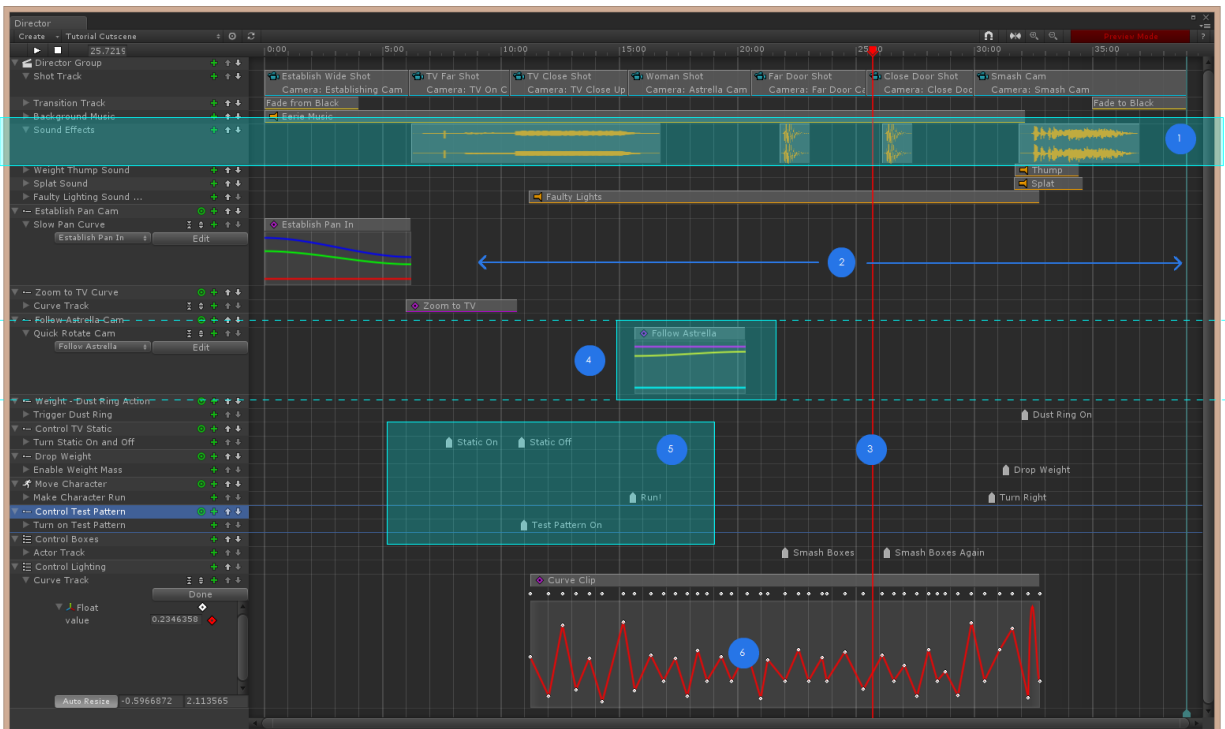 Director
Create Tutorial Cutscene
Preview Mode ?
25.7219 0:00 5:00 10:00 15:00 20:00 25:00 30:00 35:00
Director Group
Shot Track Establish Wide Shot TV Far Shot TV Close Shot Woman Shot Far Door Shot Close Door Shot Smash Cam
Camera: Establishing Cam Camera: TV On C Camera: TV Close Up Camera: Astrella Cam Camera: Far Door Ca Camera: Close Doc Camera: Smash Cam
Transition Track Fade from Black Fade to Black
Background Music Eerie Music
Sound Effects 1
Weight Thump Sound Thump
Splat Sound Splat
Faulty Lighting Sound ... Faulty Lights
Establish Pan Cam
Slow Pan Curve Establish Pan In
Establish Pan In Edit
2
Zoom to TV Curve
Curve Track Zoom to TV
Follow Astrella Cam
Quick Rotate Cam Follow Astrella
Follow Astrella Edit
4
Weight - Dust Ring Action
Trigger Dust Ring Dust Ring On
Control TV Static
Turn Static On and Off Static On Static Off 5 3
Drop Weight
Enable Weight Mass Drop Weight
Move Character
Make Character Run Run! Turn Right
Control Test Pattern
Turn on Test Pattern Test Pattern On
Control Boxes
Actor Track Smash Boxes Smash Boxes Again
Control Lighting
Curve Track Curve Clip
Done
Float
value 0.2346358
6
Auto Resize -0.5966872 2.113565